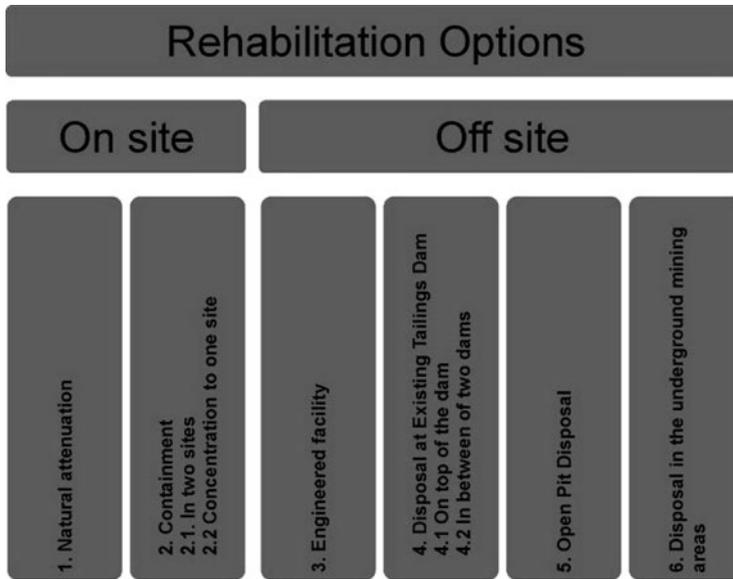 Rehabilitation Options
On site
Off site
1. Natural attenuation
2. Containment
2.1. In two sites
2.2 Concentration to one site
3. Engineered facility
4. Disposal at Existing Tailings Dam
4.1 On top of the dam
4.2 In between of two dams
5. Open Pit Disposal
6. Disposal in the underground mining
areas